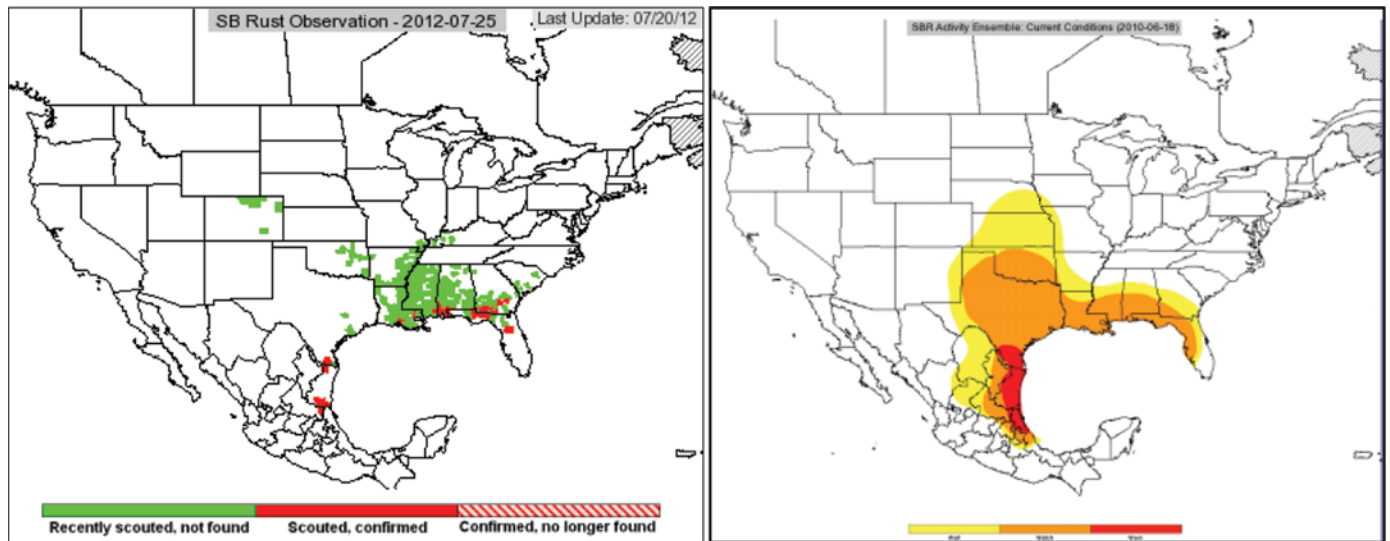 SB Rust Observation - 2012-07-25
Last Update: 07/20/12
Recently scouted, not found
Scouted, confirmed
Confirmed, no longer found
SBR Activity Ensemble: Current Conditions (2010-06-18)
Watch